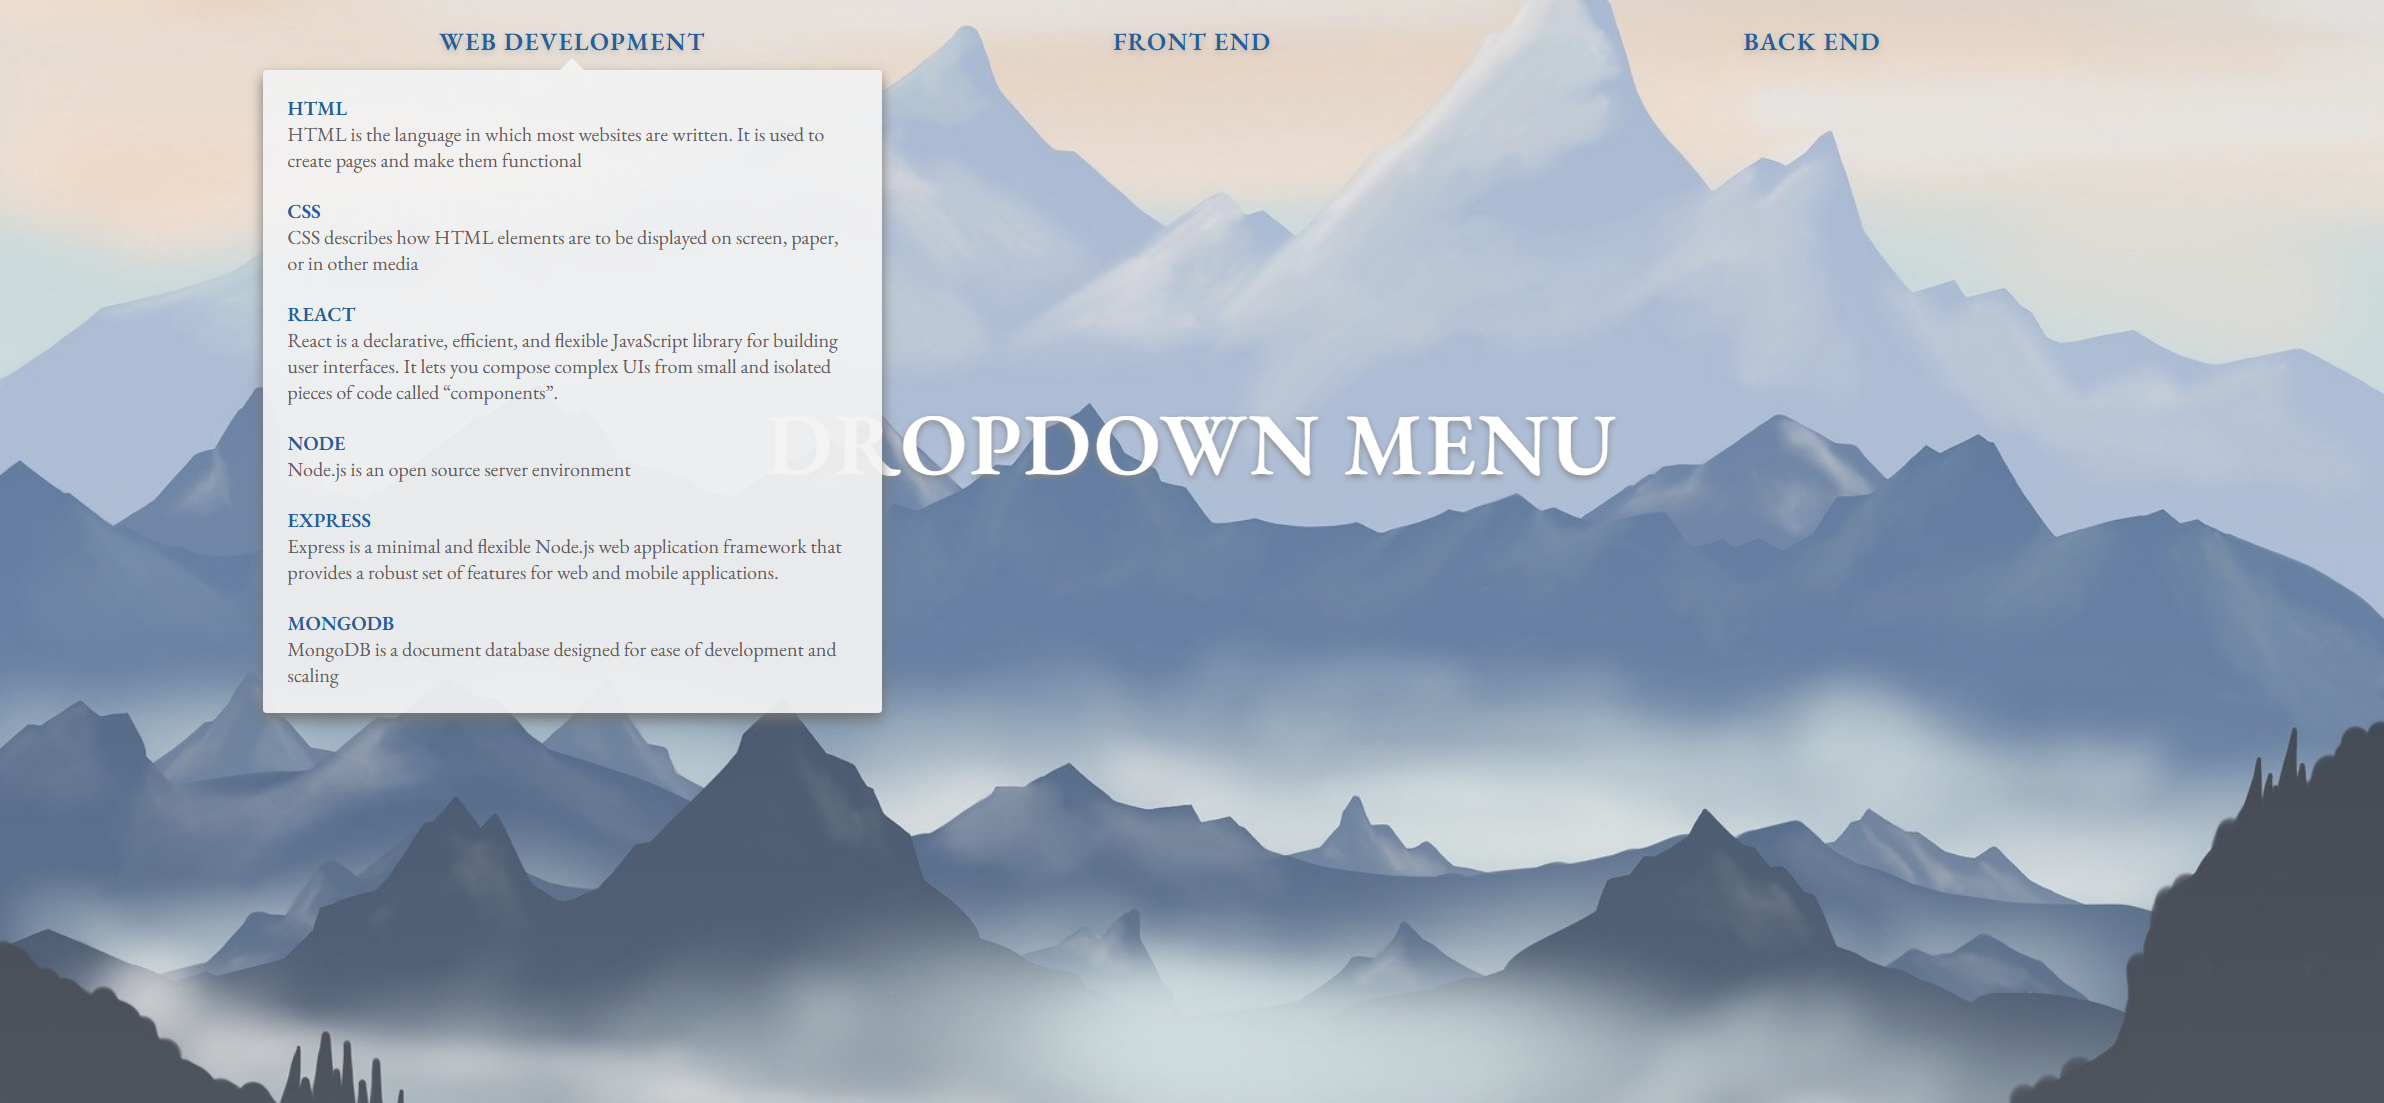 WEB DEVELOPMENT
FRONT END
BACK END
HTML
HTML is the language in which most websites are written. It is used to
create pages and make them functional
CSS
CSS describes how HTML elements are to be displayed on screen, paper,
or in other media
REACT
React is a declarative, efficient, and flexible JavaScript library for building
user interfaces. It lets you compose complex UIs from small and isolated
pieces of code called “components”.
NODE
Node.js is an open source server environment
EXPRESS
Express is a minimal and flexible Node.js web application framework that
provides a robust set of features for web and mobile applications.
MONGODB
MongoDB is a document database designed for ease of development and
scaling
DROPDOWN MENU